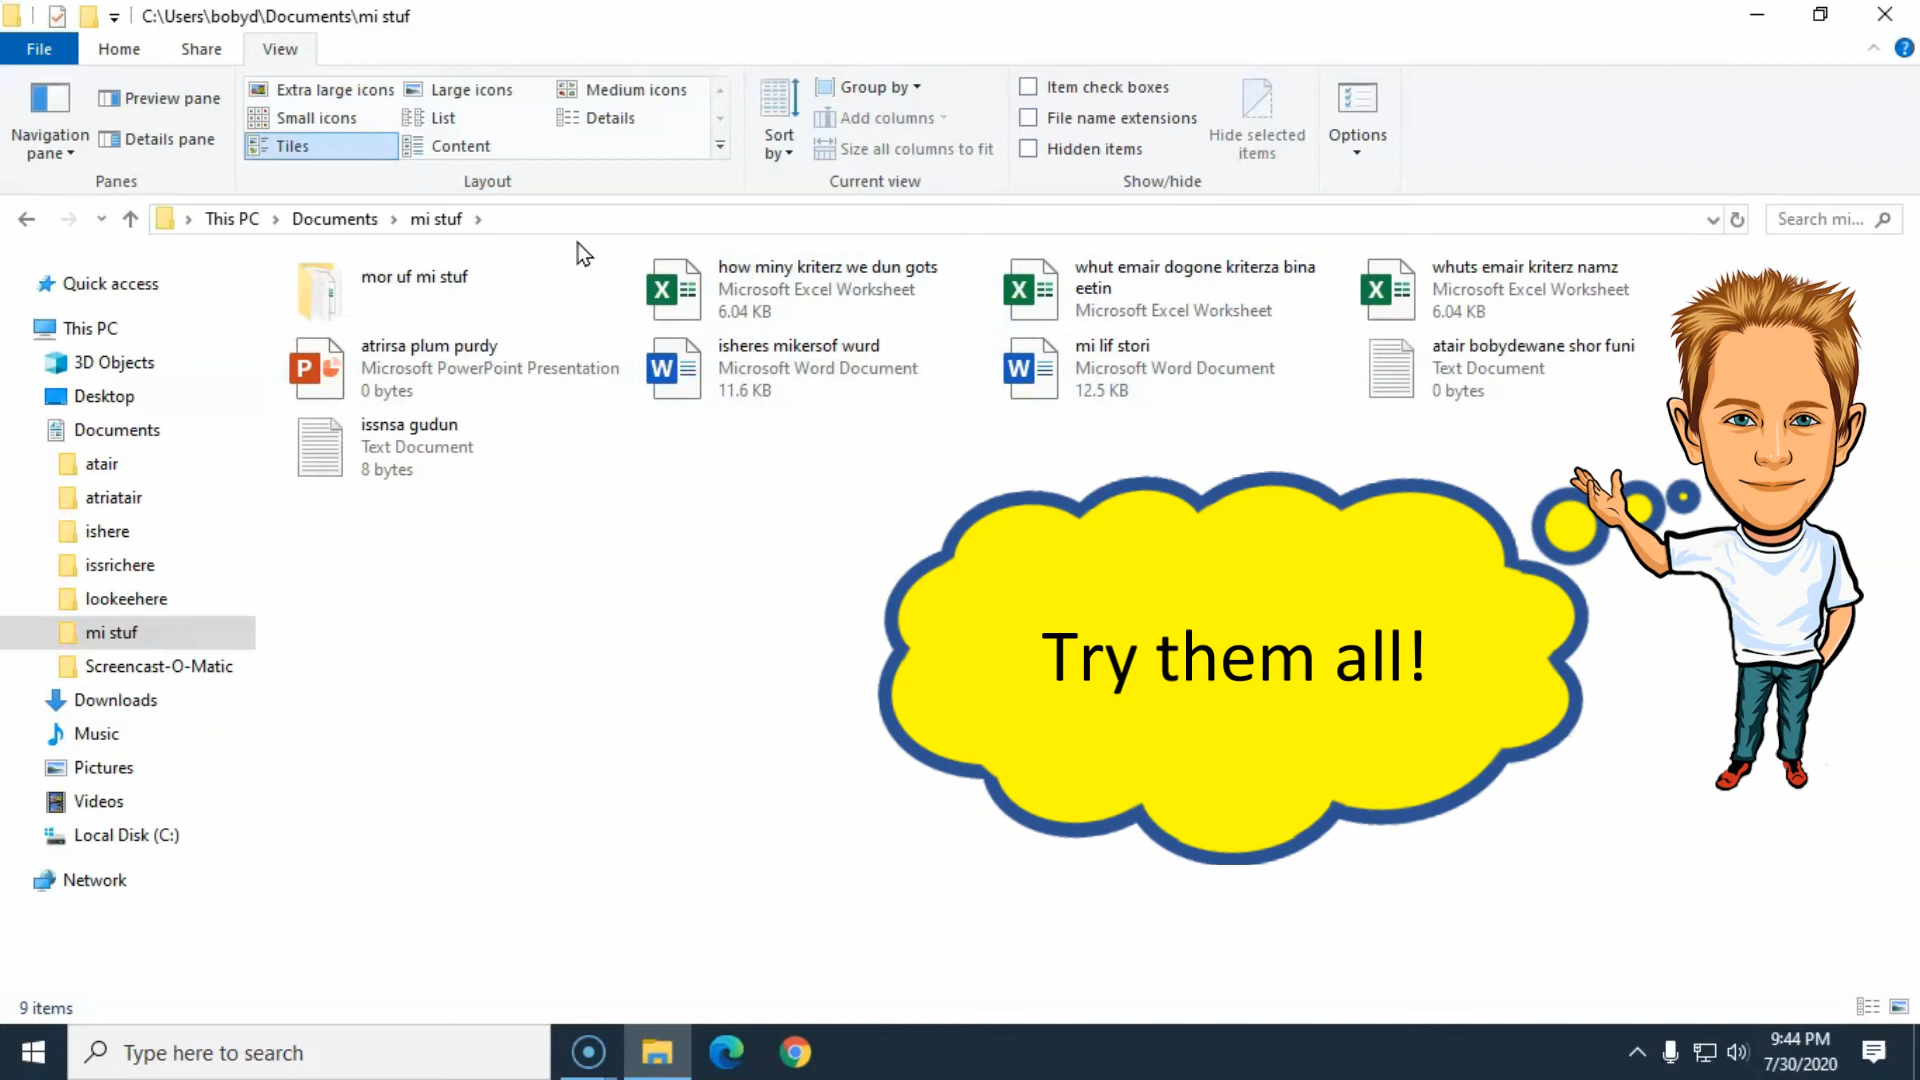 C:\Users\bobyd\Documents\mi stuf
File Home Share View
Navigation pane
Preview pane
Details pane
Panes
Extra large icons Large icons Medium icons
Small icons List Details
Tiles Content
Layout
Sort by
Group by
Add columns
Size all columns to fit
Current view
Item check boxes
File name extensions
Hidden items
Hide selected items
Show/hide
Options
This PC > Documents > mi stuf >
Search mi...
Quick access
This PC
3D Objects
Desktop
Documents
atair
atriatair
ishere
issrichere
lookeehere
mi stuf
Screencast-O-Matic
Downloads
Music
Pictures
Videos
Local Disk (C:)
Network
mor uf mi stuf
how miny kriterz we dun gots
Microsoft Excel Worksheet
6.04 KB
whut emair dogone kriterza bina
eetin
Microsoft Excel Worksheet
whuts emair kriterz namz
Microsoft Excel Worksheet
6.04 KB
atrirsa plum purdy
Microsoft PowerPoint Presentation
0 bytes
isheres mikersof wurd
Microsoft Word Document
11.6 KB
mi lif stori
Microsoft Word Document
12.5 KB
atair bobydewane shor funi
Text Document
0 bytes
issnsa gudun
Text Document
8 bytes
Try them all!
9 items
Type here to search
9:44 PM
7/30/2020